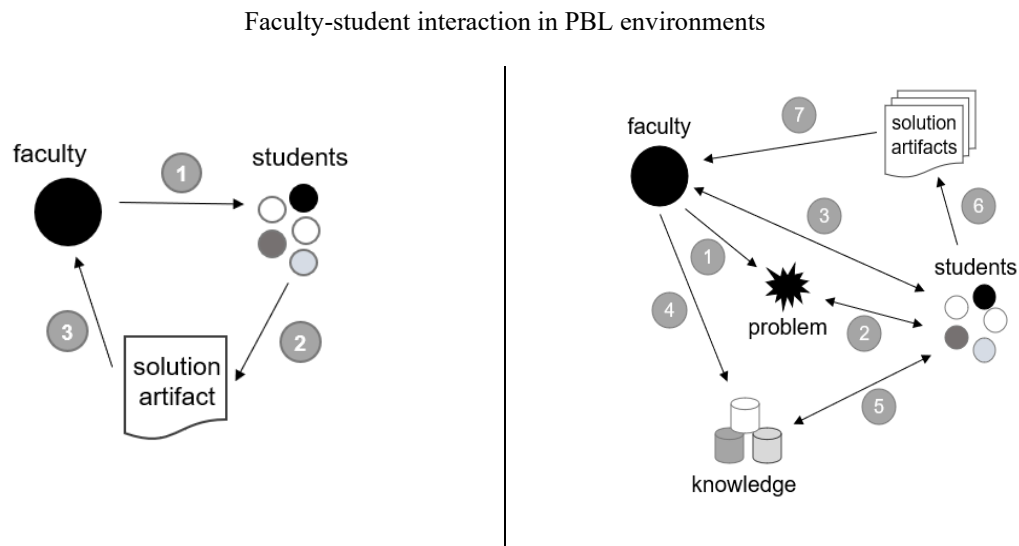 Faculty-student interaction in PBL environments
faculty
1
students
3
2
solution
artifact
faculty
7
solution
artifacts
3
6
1
students
4
problem
2
5
knowledge